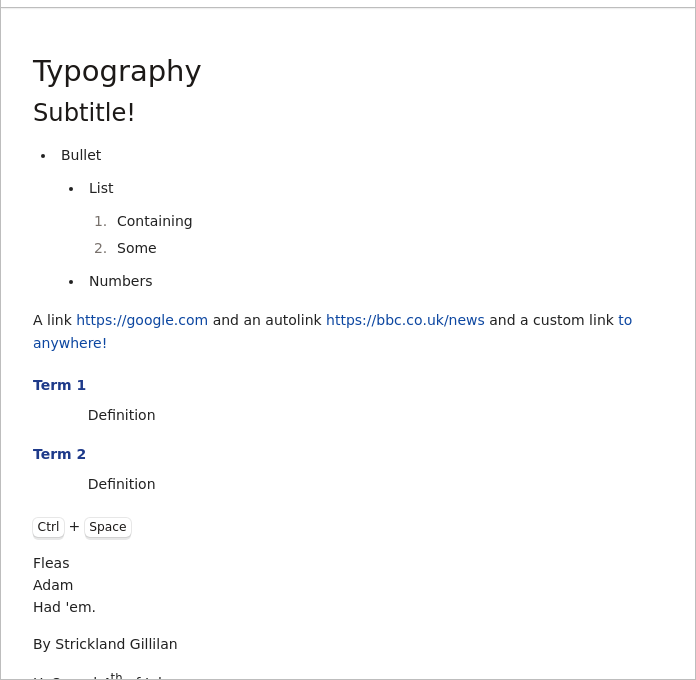 Typography
Subtitle!
• Bullet
• List
1. Containing
2. Some
• Numbers
A link https://google.com and an autolink https://bbc.co.uk/news and a custom link to
anywhere!
Term 1
Definition
Term 2
Definition
Ctrl + Space
Fleas
Adam
Had 'em.
By Strickland Gillilan
th